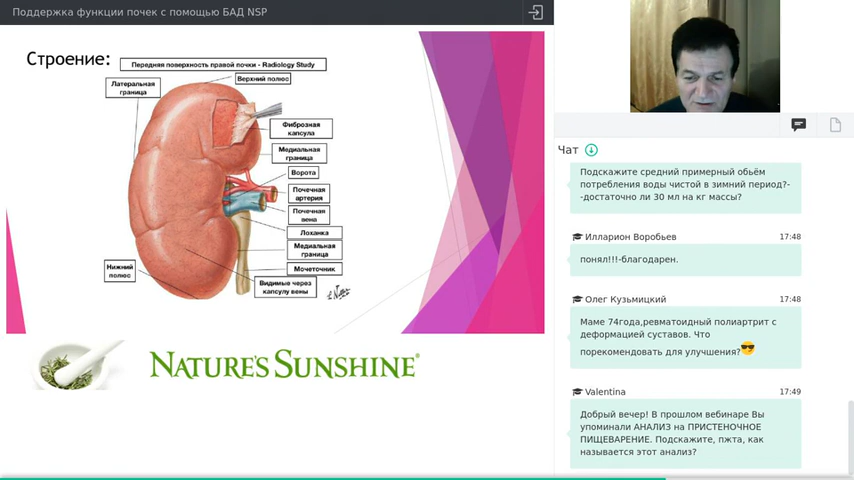 Поддержка функции почек с помощью БАД NSP
Строение:
Передняя поверхность правой почки - Radiology Study
Латеральная
граница
Верхний полюс
Фиброзная
капсула
Медиальная
граница
Ворота
Почечная
артерия
Почечная
вена
Лоханка
Медиальная
граница
Мочеточник
Нижний
полюс
Видимые через
капсулу вены
NATURE'S SUNSHINE®
Чат
Подскажите средний примерный обьём
потребления воды чистой в зимний период?-
-достаточно ли 30 мл на кг массы?
Илларион Воробьев 17:48
понял!!!-благодарен.
Олег Кузьмицкий 17:48
Маме 74года,ревматоидный полиартрит с
деформацией суставов. Что
порекомендовать для улучшения?
Valentina 17:49
Добрый вечер! В прошлом вебинаре Вы
упоминали АНАЛИЗ на ПРИСТЕНОЧНОЕ
ПИЩЕВАРЕНИЕ. Подскажите, пжта, как
называется этот анализ?